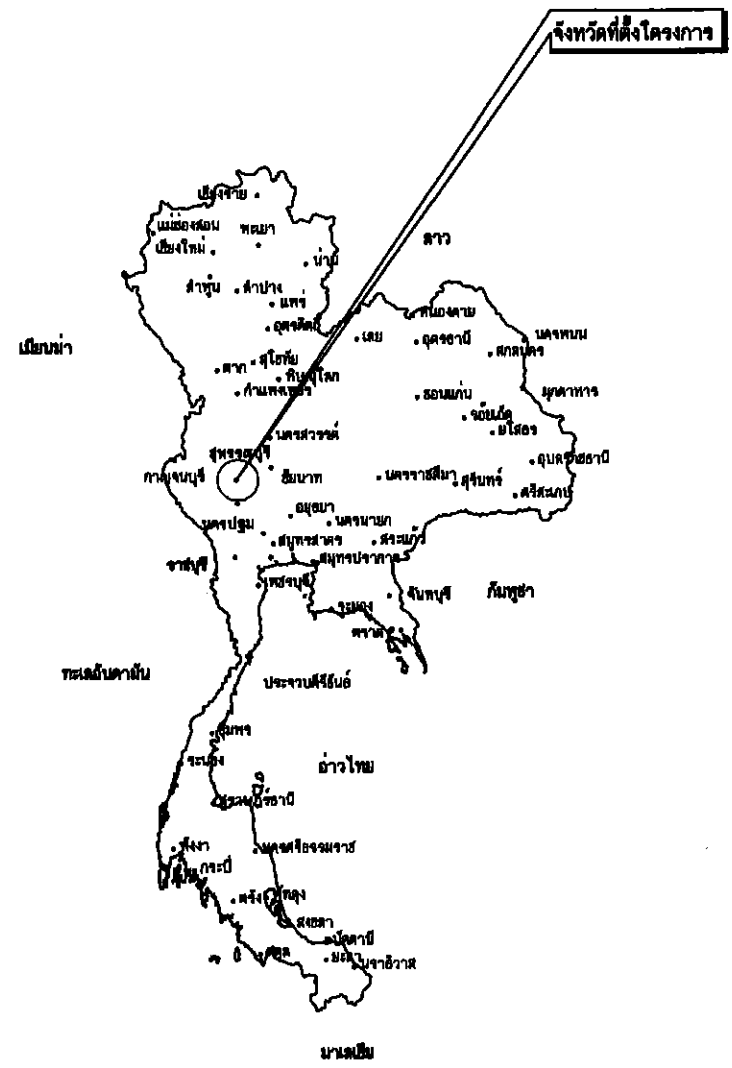 จังหวัดที่ตั้งโครงการ
เชียงราย
แม่ฮ่องสอน
พะเยา
ลาว
เชียงใหม่
น่าน
ลำพูน
ลำปาง
แพร่
หนองคาย
อุตรดิตถ์
เลย
อุดรธานี
นครพนม
เมียนม่า
สกลนคร
ตาก
สุโขทัย
พิษณุโลก
กำแพงเพชร
ขอนแก่น
มุกดาหาร
ร้อยเอ็ด
ยโสธร
นครสวรรค์
สุพรรณบุรี
อุบลราชธานี
กาญจนบุรี
ชัยนาท
นครราชสีมา
สุรินทร์
ศรีสะเกษ
อยุธยา
นครปฐม
นครนายก
สมุทรสาคร
สระแก้ว
ราชบุรี
สมุทรปราการ
เพชรบุรี
จันทบุรี
กัมพูชา
ระยอง
ตราด
ทะเลอันดามัน
ประจวบคีรีขันธ์
ชุมพร
ระนอง
อ่าวไทย
สุราษฎร์ธานี
พังงา
นครศรีธรรมราช
กระบี่
ตรัง
พัทลุง
สงขลา
ปัตตานี
สตูล
ยะลา
นราธิวาส
มาเลเซีย